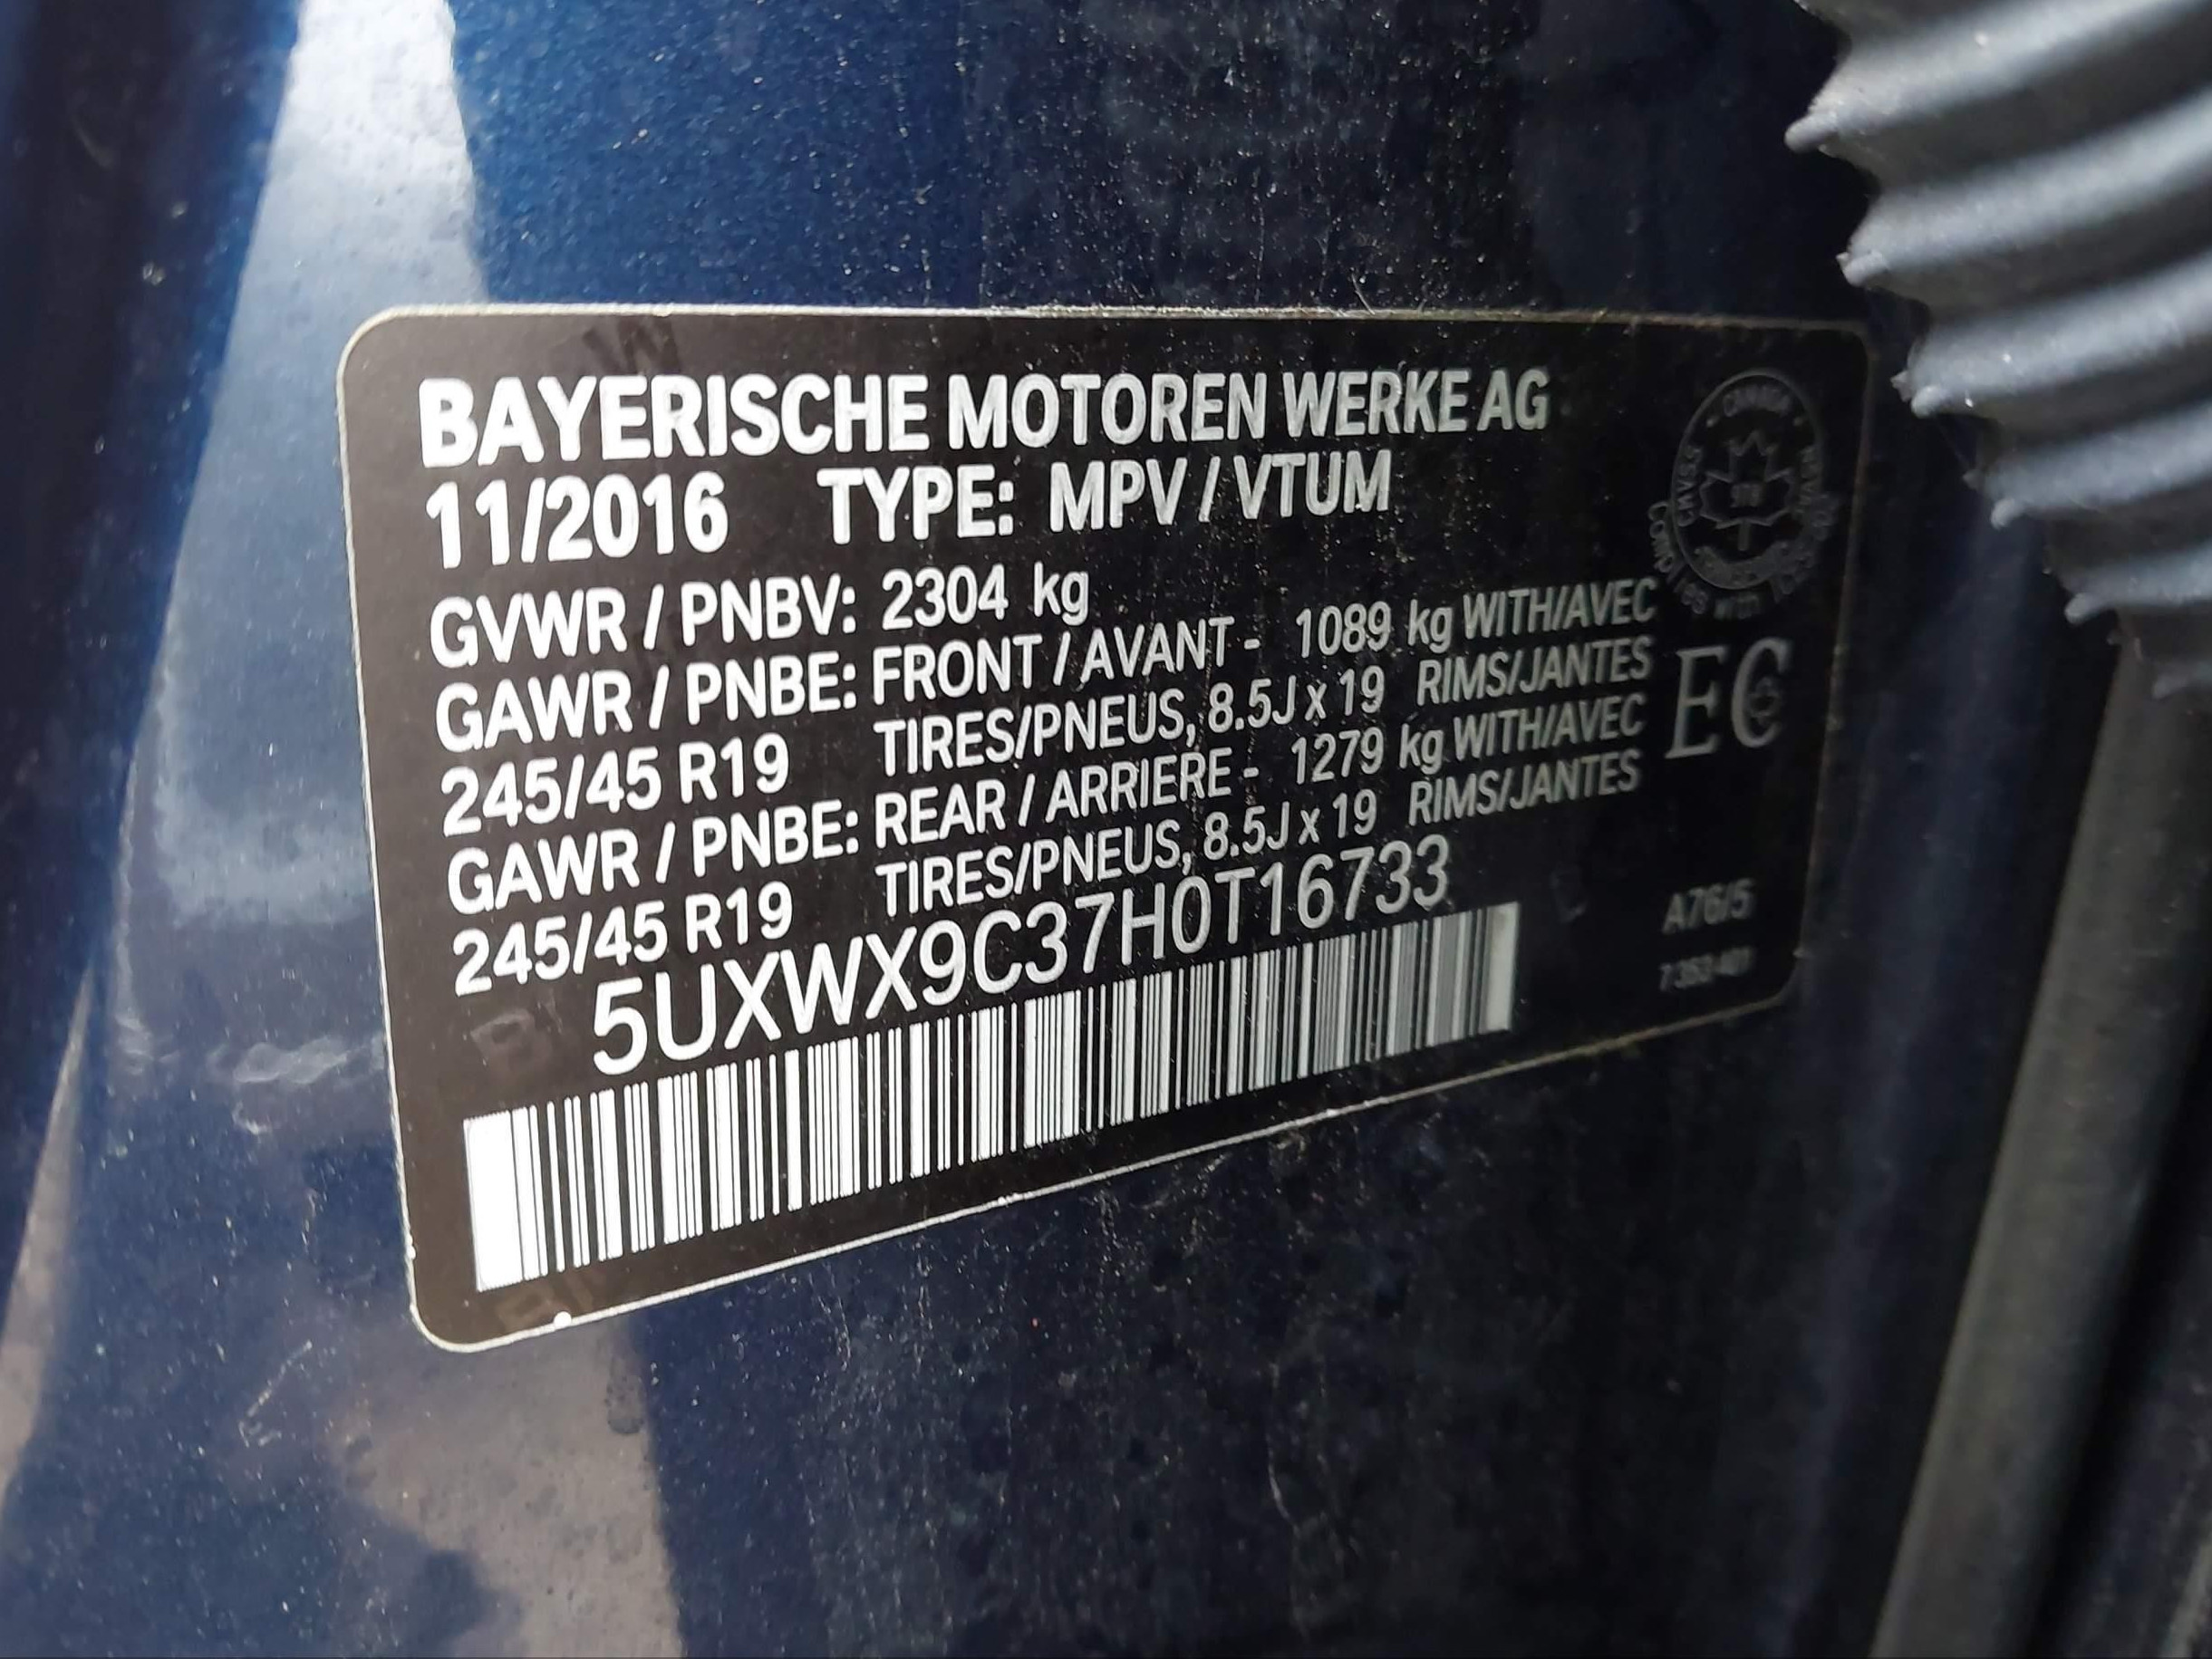 BAYERISCHE MOTOREN WERKE AG
11/2016 TYPE: MPV / VTUM
GVWR / PNBV: 2304 kg
GAWR / PNBE: FRONT / AVANT - 1089 kg WITH/AVEC
245/45 R19 TIRES/PNEUS, 8.5J x 19 RIMS/JANTES
GAWR / PNBE: REAR / ARRIERE - 1279 kg WITH/AVEC
245/45 R19 TIRES/PNEUS, 8.5J x 19 RIMS/JANTES
5UXWX9C37H0T16733
CANADA
EC
A76/5